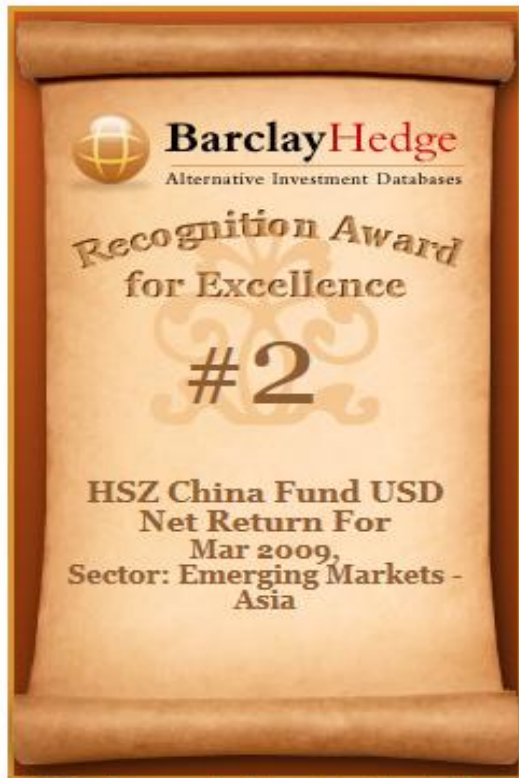 BarclayHedge
Alternative Investment Databases
Recognition Award
for Excellence
#2
HSZ China Fund USD
Net Return For
Mar 2009,
Sector: Emerging Markets -
Asia